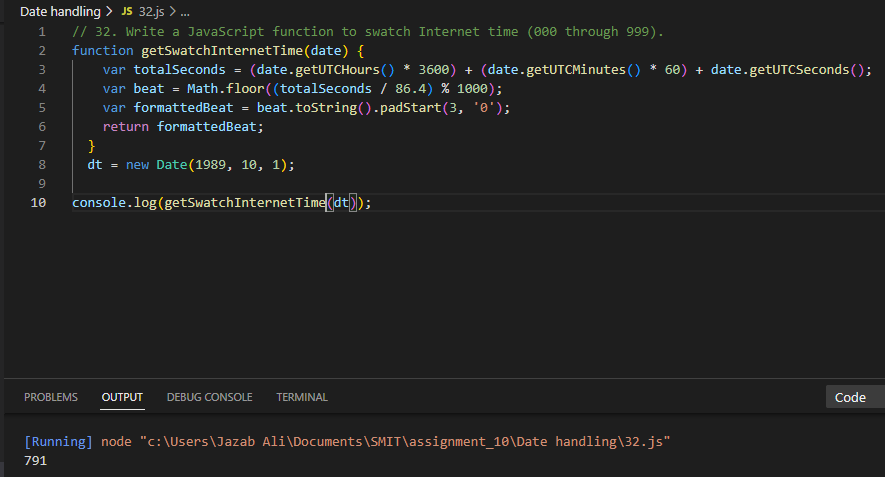 Date handling > JS 32.js > ...
1 // 32. Write a JavaScript function to swatch Internet time (000 through 999).
2 function getSwatchInternetTime(date) {
3 var totalSeconds = (date.getUTCHours() * 3600) + (date.getUTCMinutes() * 60) + date.getUTCSeconds();
4 var beat = Math.floor((totalSeconds / 86.4) % 1000);
5 var formattedBeat = beat.toString().padStart(3, '0');
6 return formattedBeat;
7 }
8 dt = new Date(1989, 10, 1);
9
10 console.log(getSwatchInternetTime(dt));
PROBLEMS OUTPUT DEBUG CONSOLE TERMINAL Code
[Running] node "c:\Users\Jazab Ali\Documents\SMIT\assignment_10\Date handling\32.js"
791